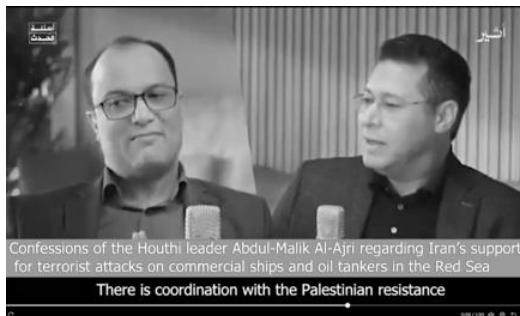 أسئلة
الحدث
أثير
Confessions of the Houthi leader Abdul-Malik Al-Ajri regarding Iran's support
for terrorist attacks on commercial ships and oil tankers in the Red Sea
There is coordination with the Palestinian resistance